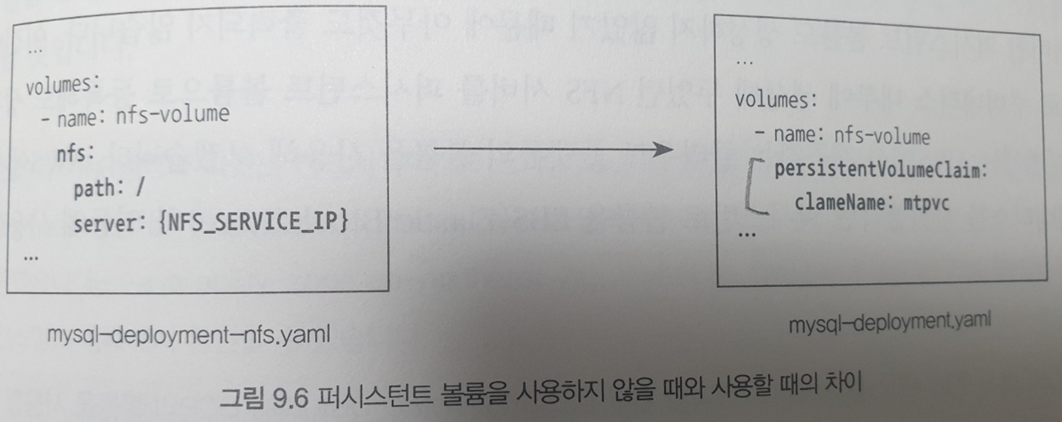 ...
volumes:
- name: nfs-volume
nfs:
path: /
server: {NFS_SERVICE_IP}
...
mysql-deployment-nfs.yaml
...
volumes:
- name: nfs-volume
persistentVolumeClaim:
clameName: mtpvc
...
mysql-deployment.yaml
그림 9.6 퍼시스턴트 볼륨을 사용하지 않을 때와 사용할 때의 차이